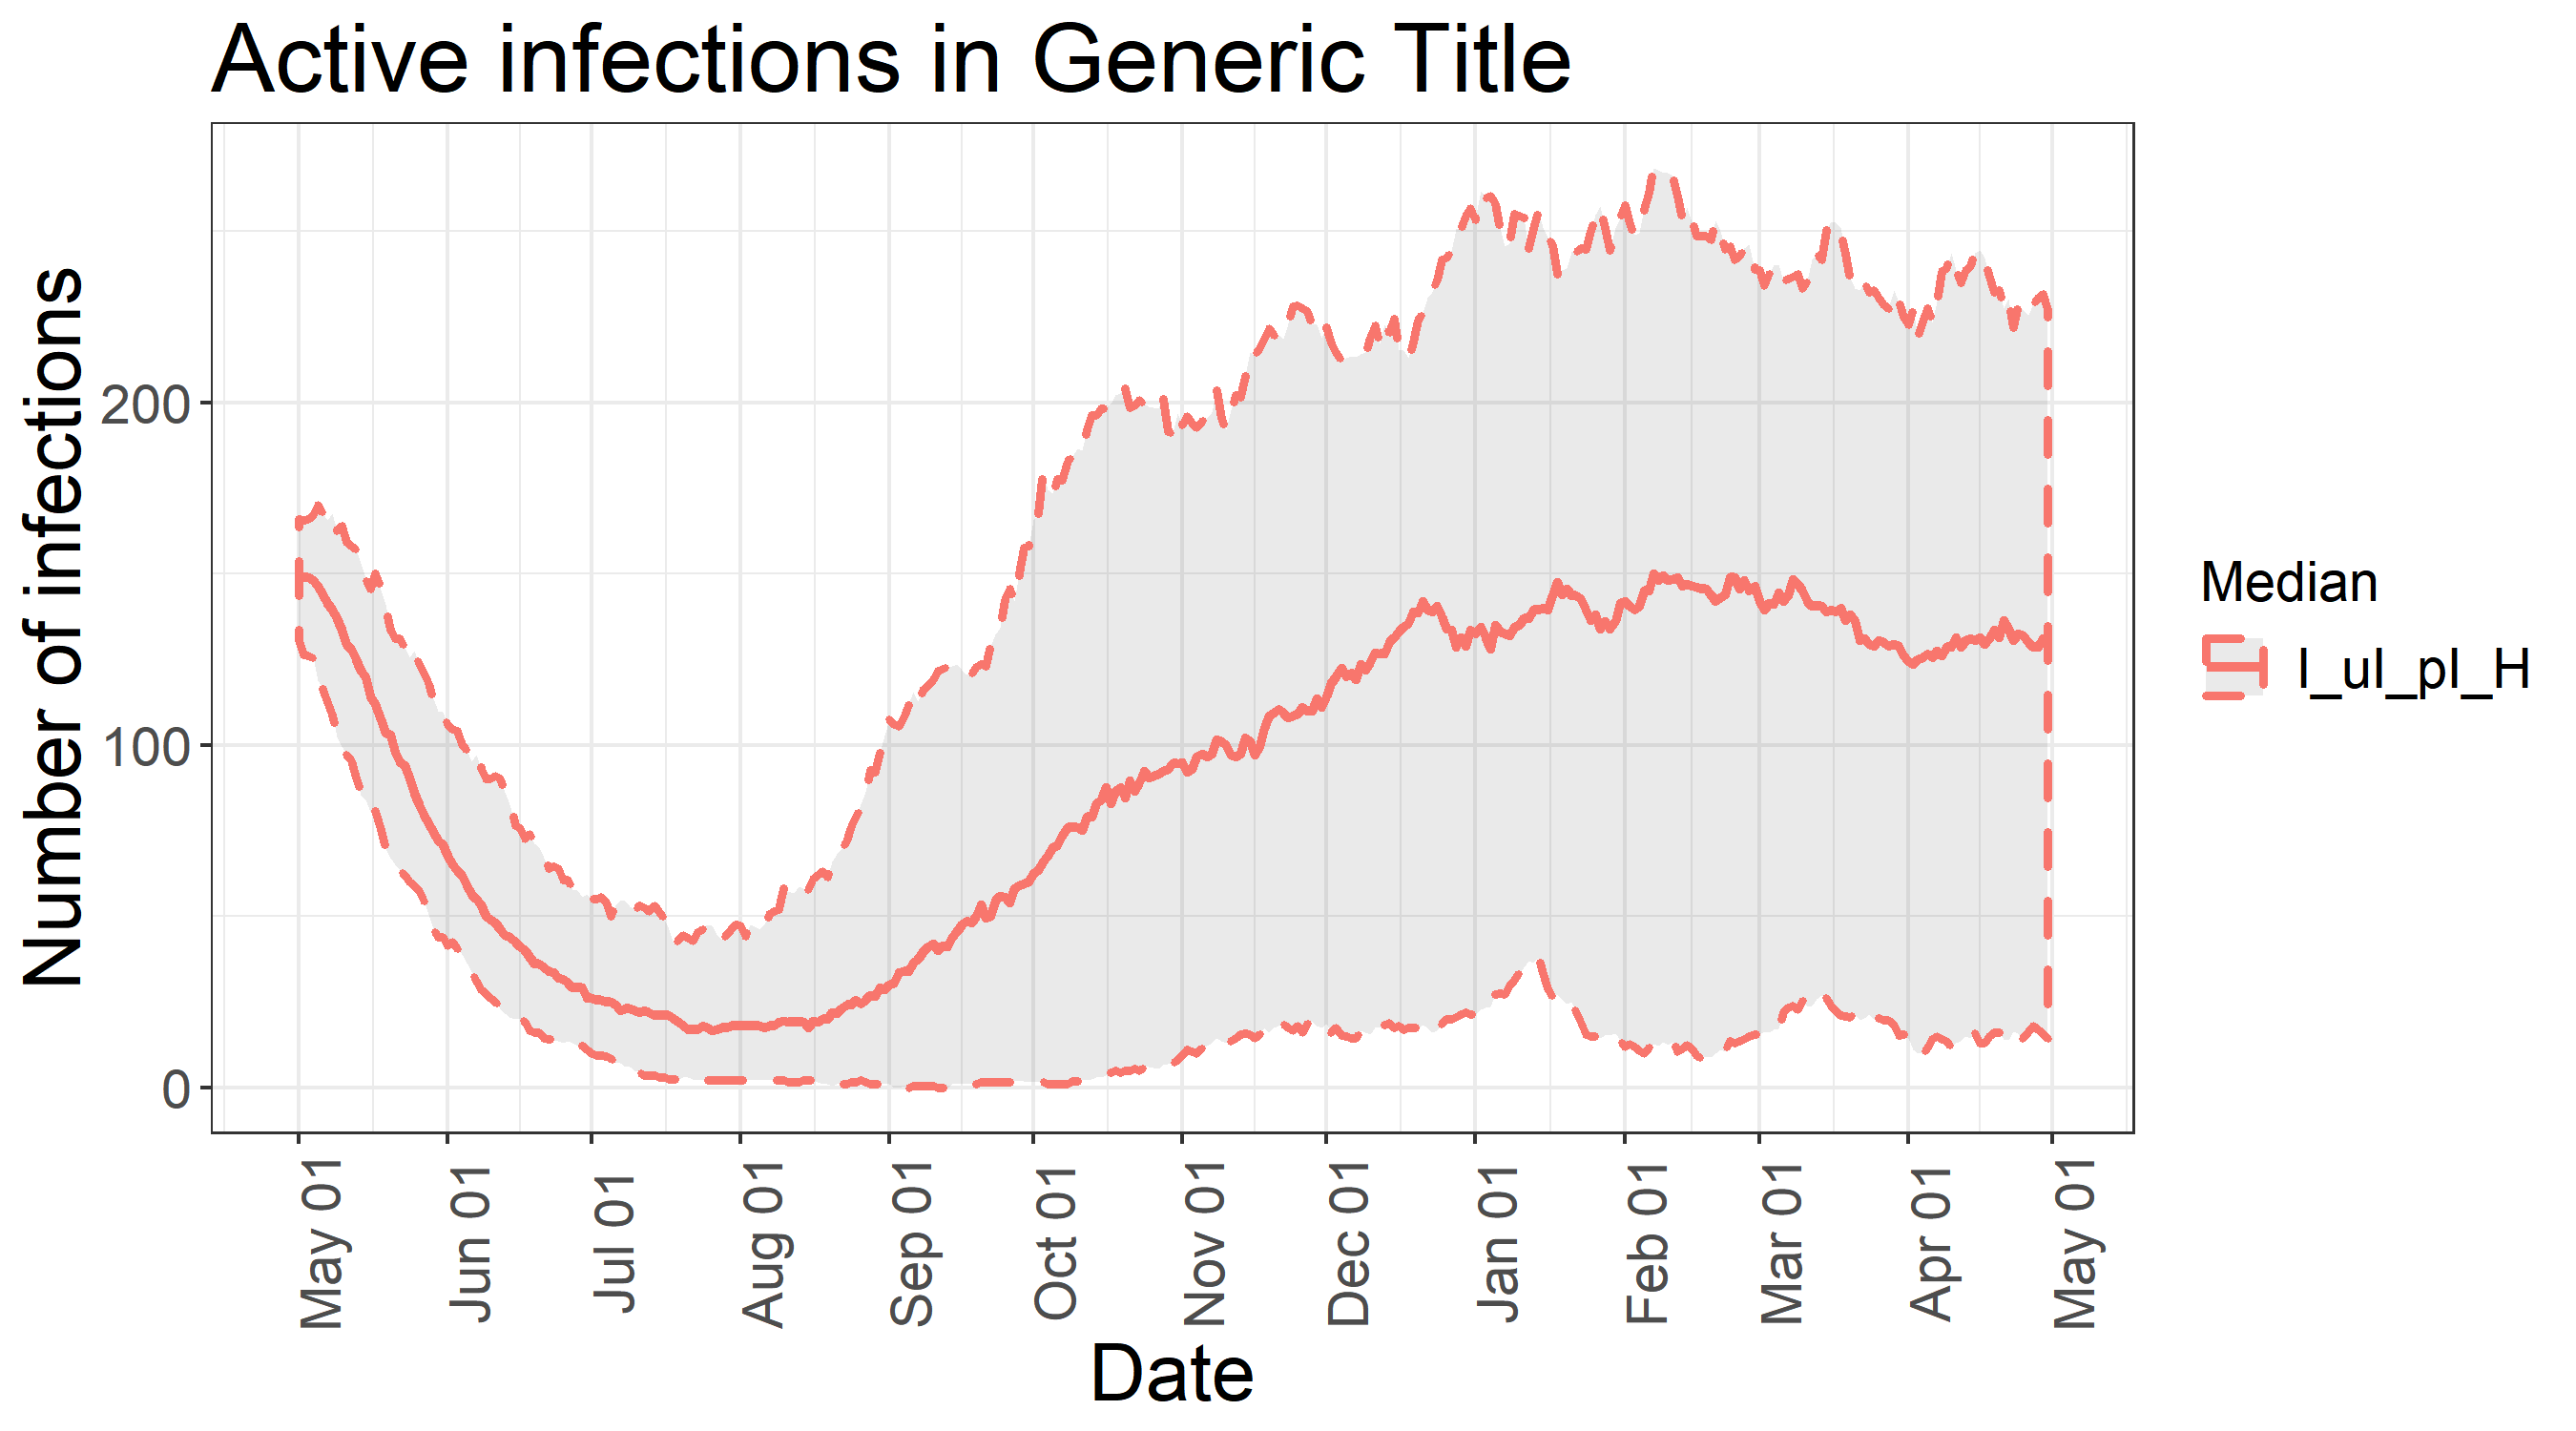 Active infections in Generic Title
Number of infections
200
100
0
May 01
Jun 01
Jul 01
Aug 01
Sep 01
Oct 01
Nov 01
Dec 01
Jan 01
Feb 01
Mar 01
Apr 01
May 01
Date
Median
I_uI_pI_H